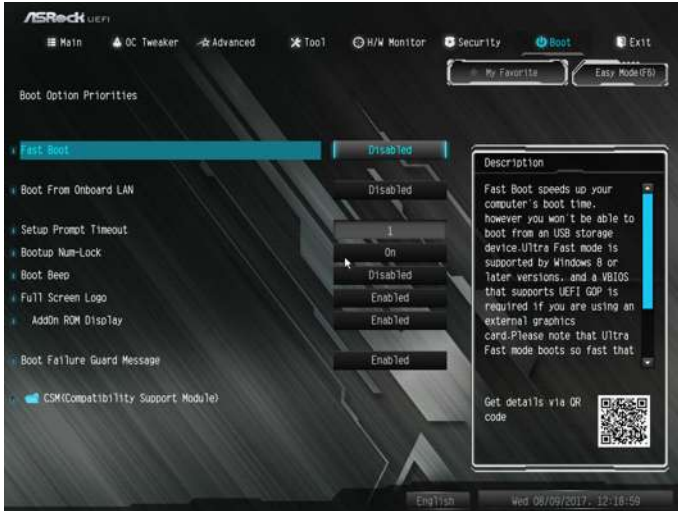 ASRock UEFI
Main OC Tweaker Advanced Tool H/W Monitor Security Boot Exit
My Favorite Easy Mode(F6)
Boot Option Priorities
Fast Boot Disabled
Boot From Onboard LAN Disabled
Setup Prompt Timeout 1
Bootup Num-Lock On
Boot Beep Disabled
Full Screen Logo Enabled
AddOn ROM Display Enabled
Boot Failure Guard Message Enabled
CSM(Compatibility Support Module)
Description
Fast Boot speeds up your
computer's boot time,
however you won't be able to
boot from an USB storage
device.Ultra Fast mode is
supported by Windows 8 or
later versions, and a VBIOS
that supports UEFI GOP is
required if you are using an
external graphics
card.Please note that Ultra
Fast mode boots so fast that
Get details via QR
code
English Wed 08/09/2017, 12:18:59